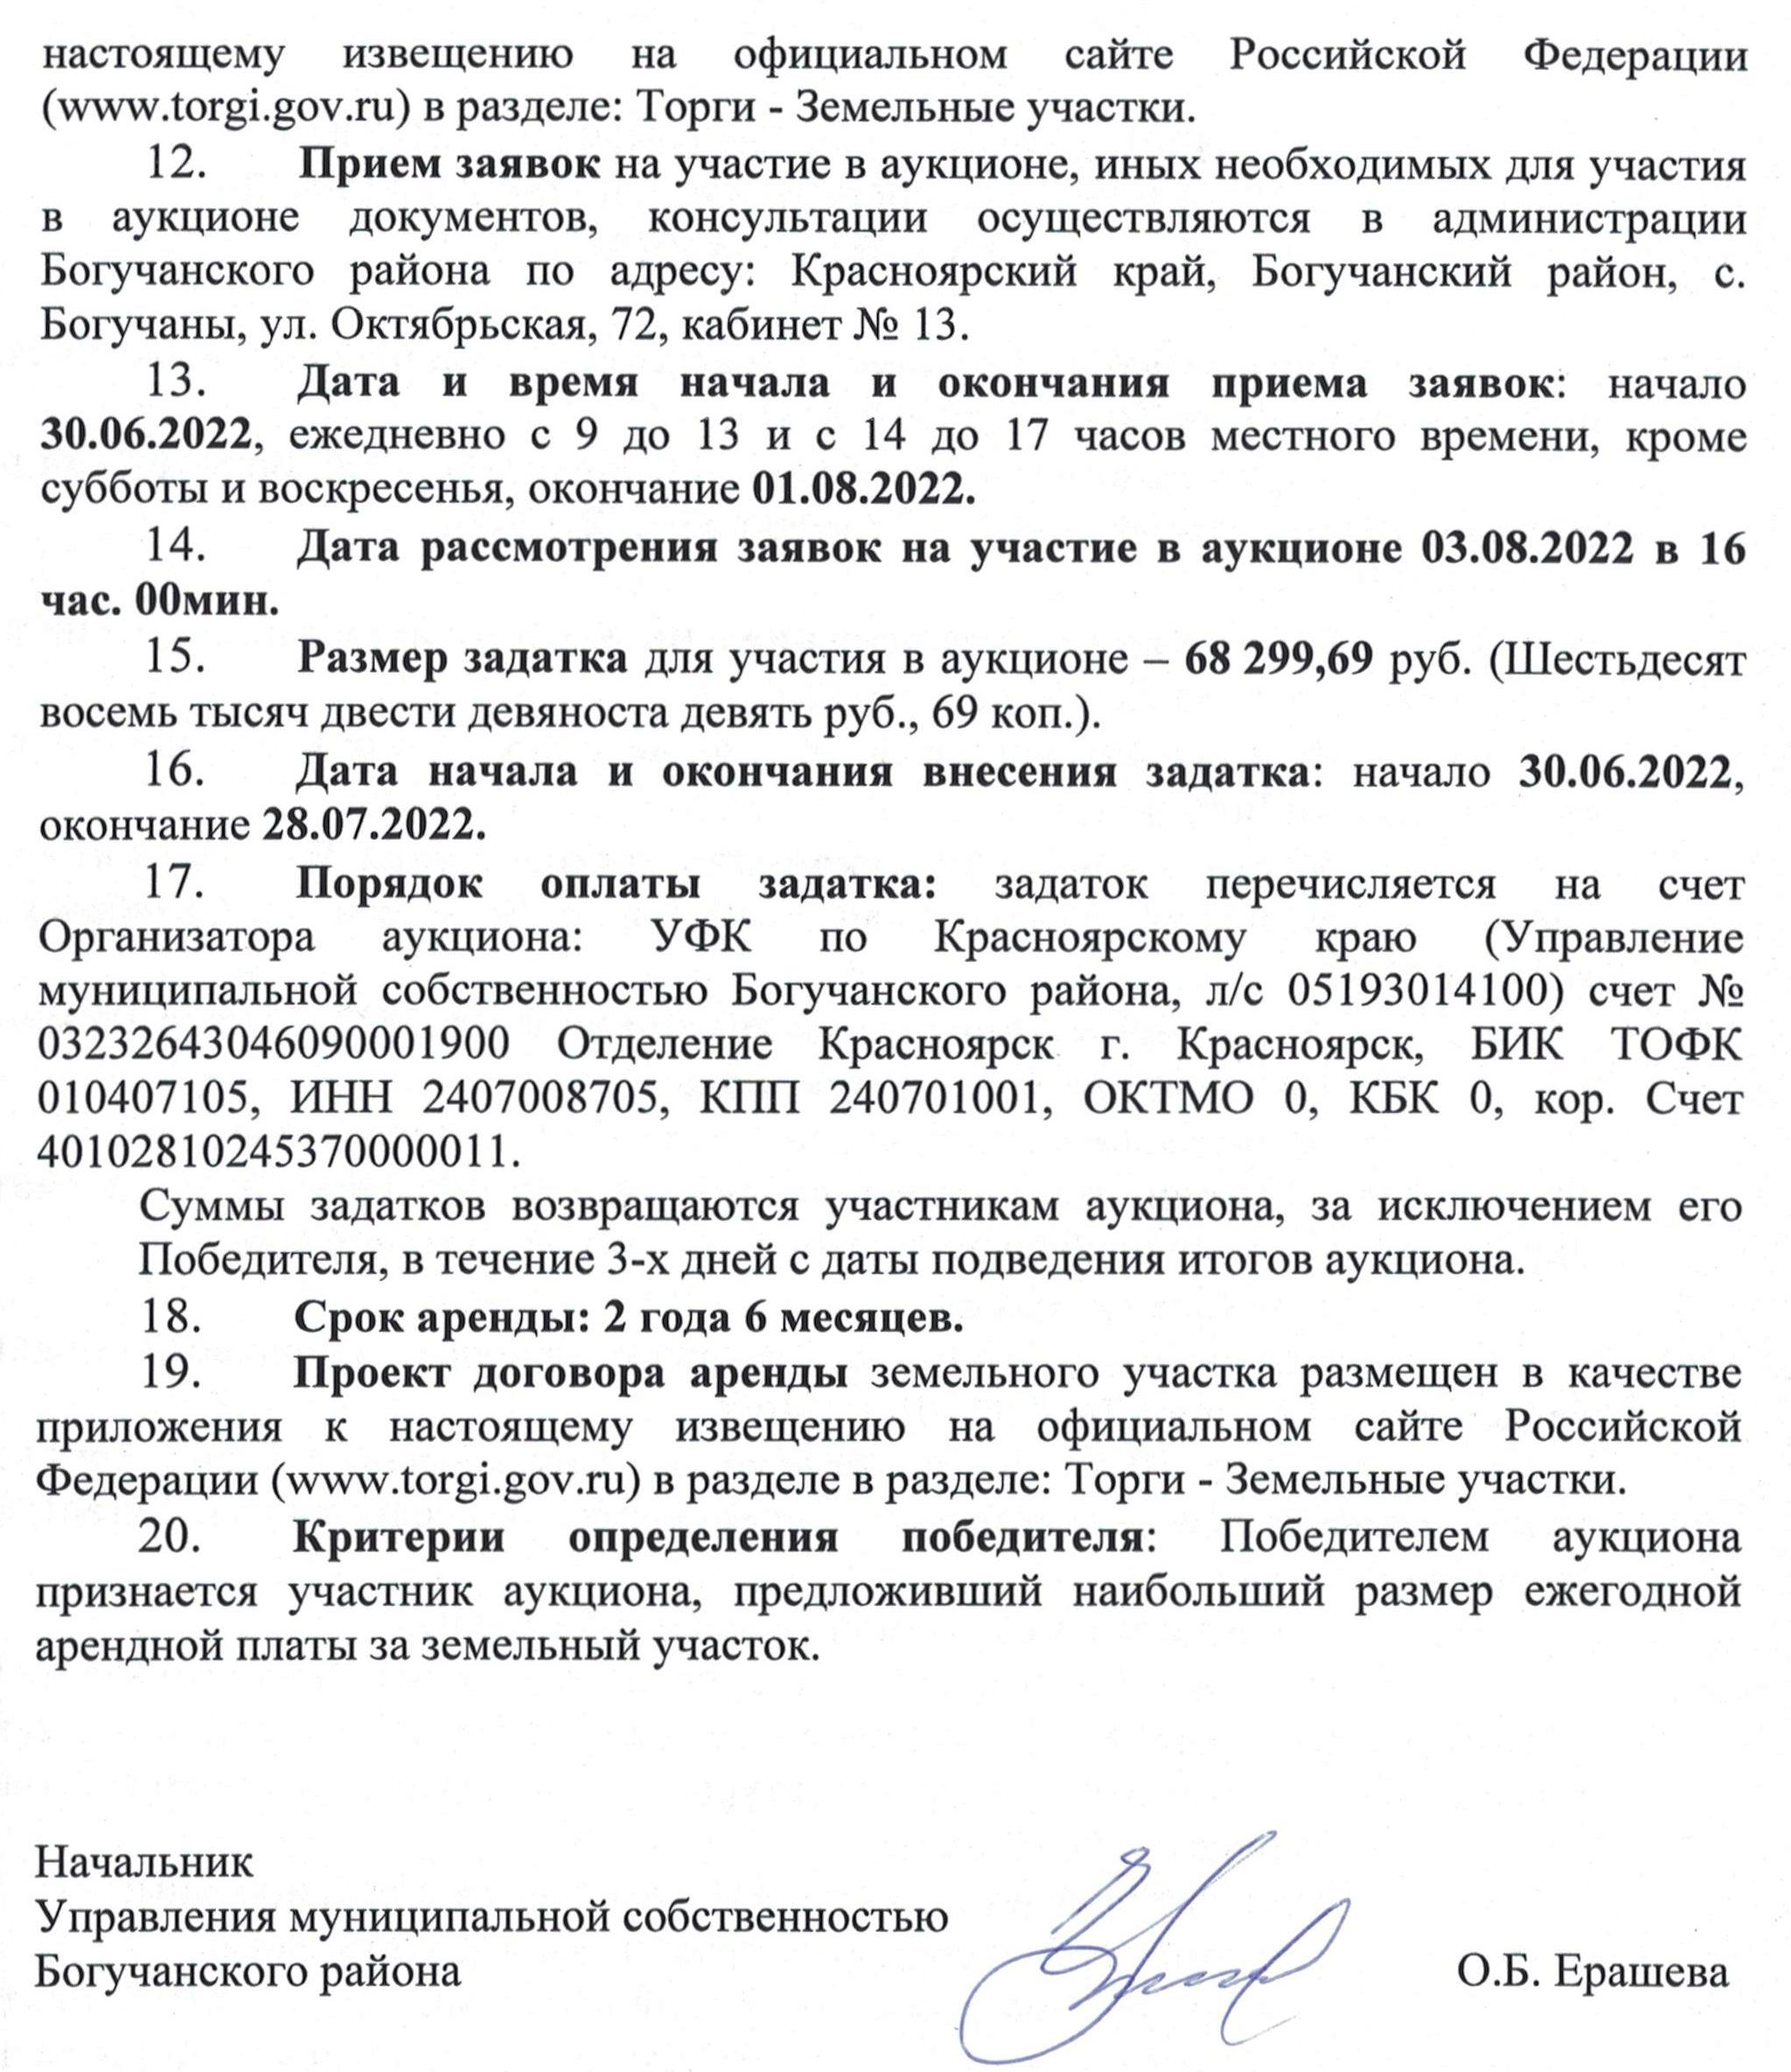 настоящему извещению на официальном сайте Российской Федерации
(www.torgi.gov.ru) в разделе: Торги - Земельные участки.
12. Прием заявок на участие в аукционе, иных необходимых для участия
в аукционе документов, консультации осуществляются в администрации
Богучанского района по адресу: Красноярский край, Богучанский район, с.
Богучаны, ул. Октябрьская, 72, кабинет № 13.
13. Дата и время начала и окончания приема заявок: начало
30.06.2022, ежедневно с 9 до 13 и с 14 до 17 часов местного времени, кроме
субботы и воскресенья, окончание 01.08.2022.
14. Дата рассмотрения заявок на участие в аукционе 03.08.2022 в 16
час. 00мин.
15. Размер задатка для участия в аукционе – 68 299,69 руб. (Шестьдесят
восемь тысяч двести девяноста девять руб., 69 коп.).
16. Дата начала и окончания внесения задатка: начало 30.06.2022,
окончание 28.07.2022.
17. Порядок оплаты задатка: задаток перечисляется на счет
Организатора аукциона: УФК по Красноярскому краю (Управление
муниципальной собственностью Богучанского района, л/с 05193014100) счет №
03232643046090001900 Отделение Красноярск г. Красноярск, БИК ТОФК
010407105, ИНН 2407008705, КПП 240701001, ОКТМО 0, КБК 0, кор. Счет
40102810245370000011.
Суммы задатков возвращаются участникам аукциона, за исключением его
Победителя, в течение 3-х дней с даты подведения итогов аукциона.
18. Срок аренды: 2 года 6 месяцев.
19. Проект договора аренды земельного участка размещен в качестве
приложения к настоящему извещению на официальном сайте Российской
Федерации (www.torgi.gov.ru) в разделе в разделе: Торги - Земельные участки.
20. Критерии определения победителя: Победителем аукциона
признается участник аукциона, предложивший наибольший размер ежегодной
арендной платы за земельный участок.
Начальник
Управления муниципальной собственностью
Богучанского района О.Б. Ерашева